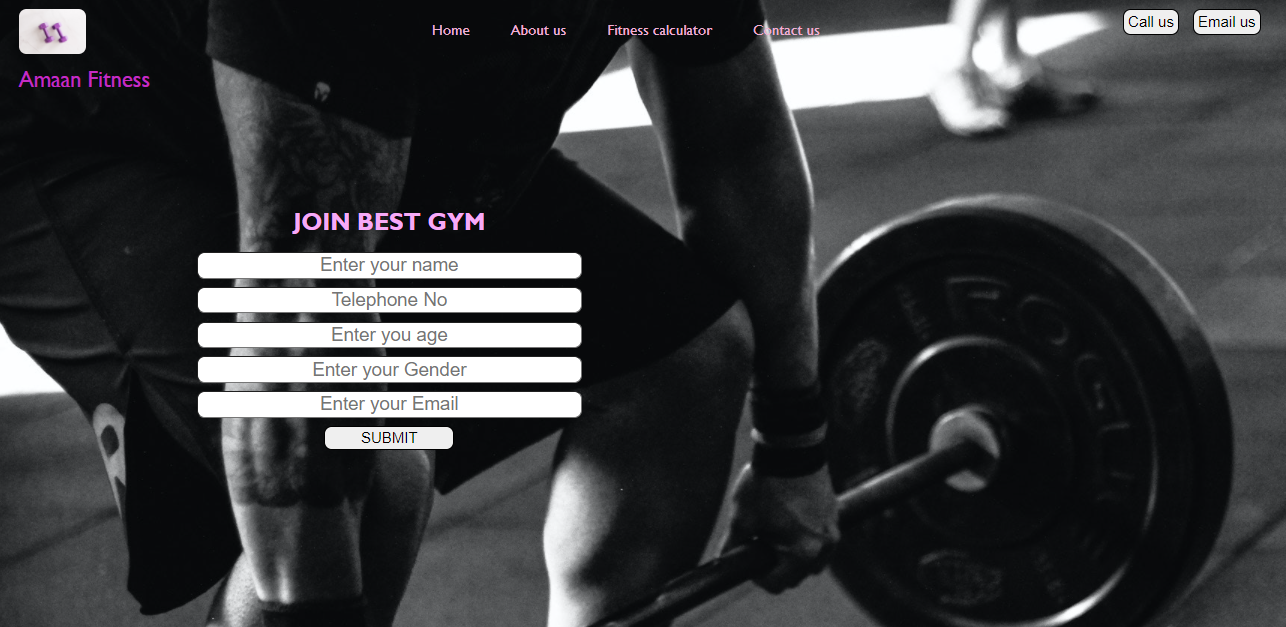 Home
About us
Fitness calculator
Contact us
Call us
Email us
Amaan Fitness
JOIN BEST GYM
Enter your name
Telephone No
Enter you age
Enter your Gender
Enter your Email
SUBMIT